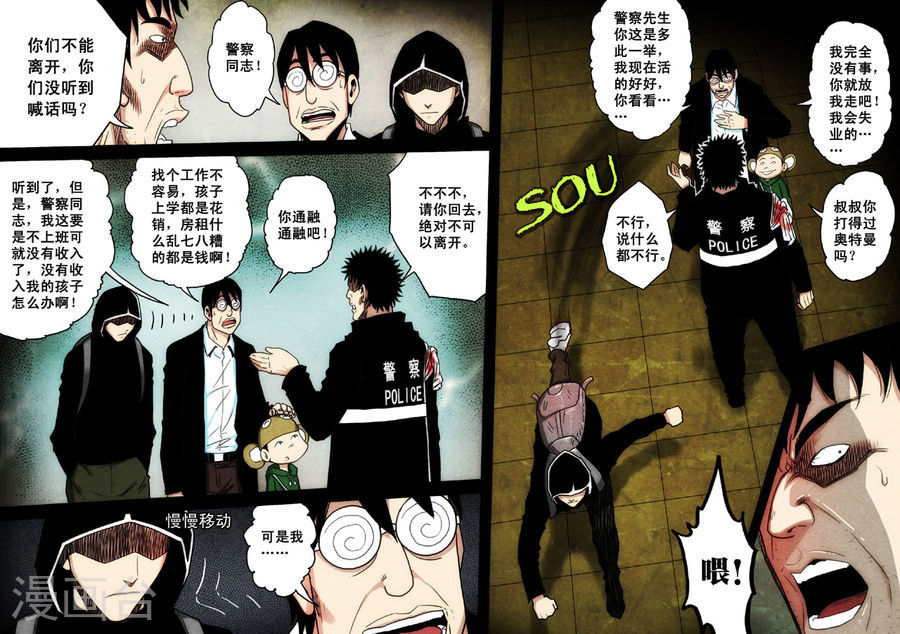 你们不能
离开，你
们没听到
喊话吗？
警察
同志！
听到了，但
是，警察同
志，我这要
是不上班可
就没有收入
了，没有收
入我的孩子
怎么办啊！
找个工作不
容易，孩子
上学都是花
销，房租什
么乱七八糟
的都是钱啊！
你通融
通融吧！
不不不，
请你回去，
绝对不可
以离开。
警 察
POLICE
慢慢移动
可是我
……
警察先生
你这是多
此一举，
我现在活
的好好，
你看看……
……
我完全
没有事，
你就放
我走吧！
我会失
业的……
……
SOU
不行，
说什么
都不行。
警 察
POLICE
叔叔你
打得过
奥特曼
吗？
喂！
漫画台